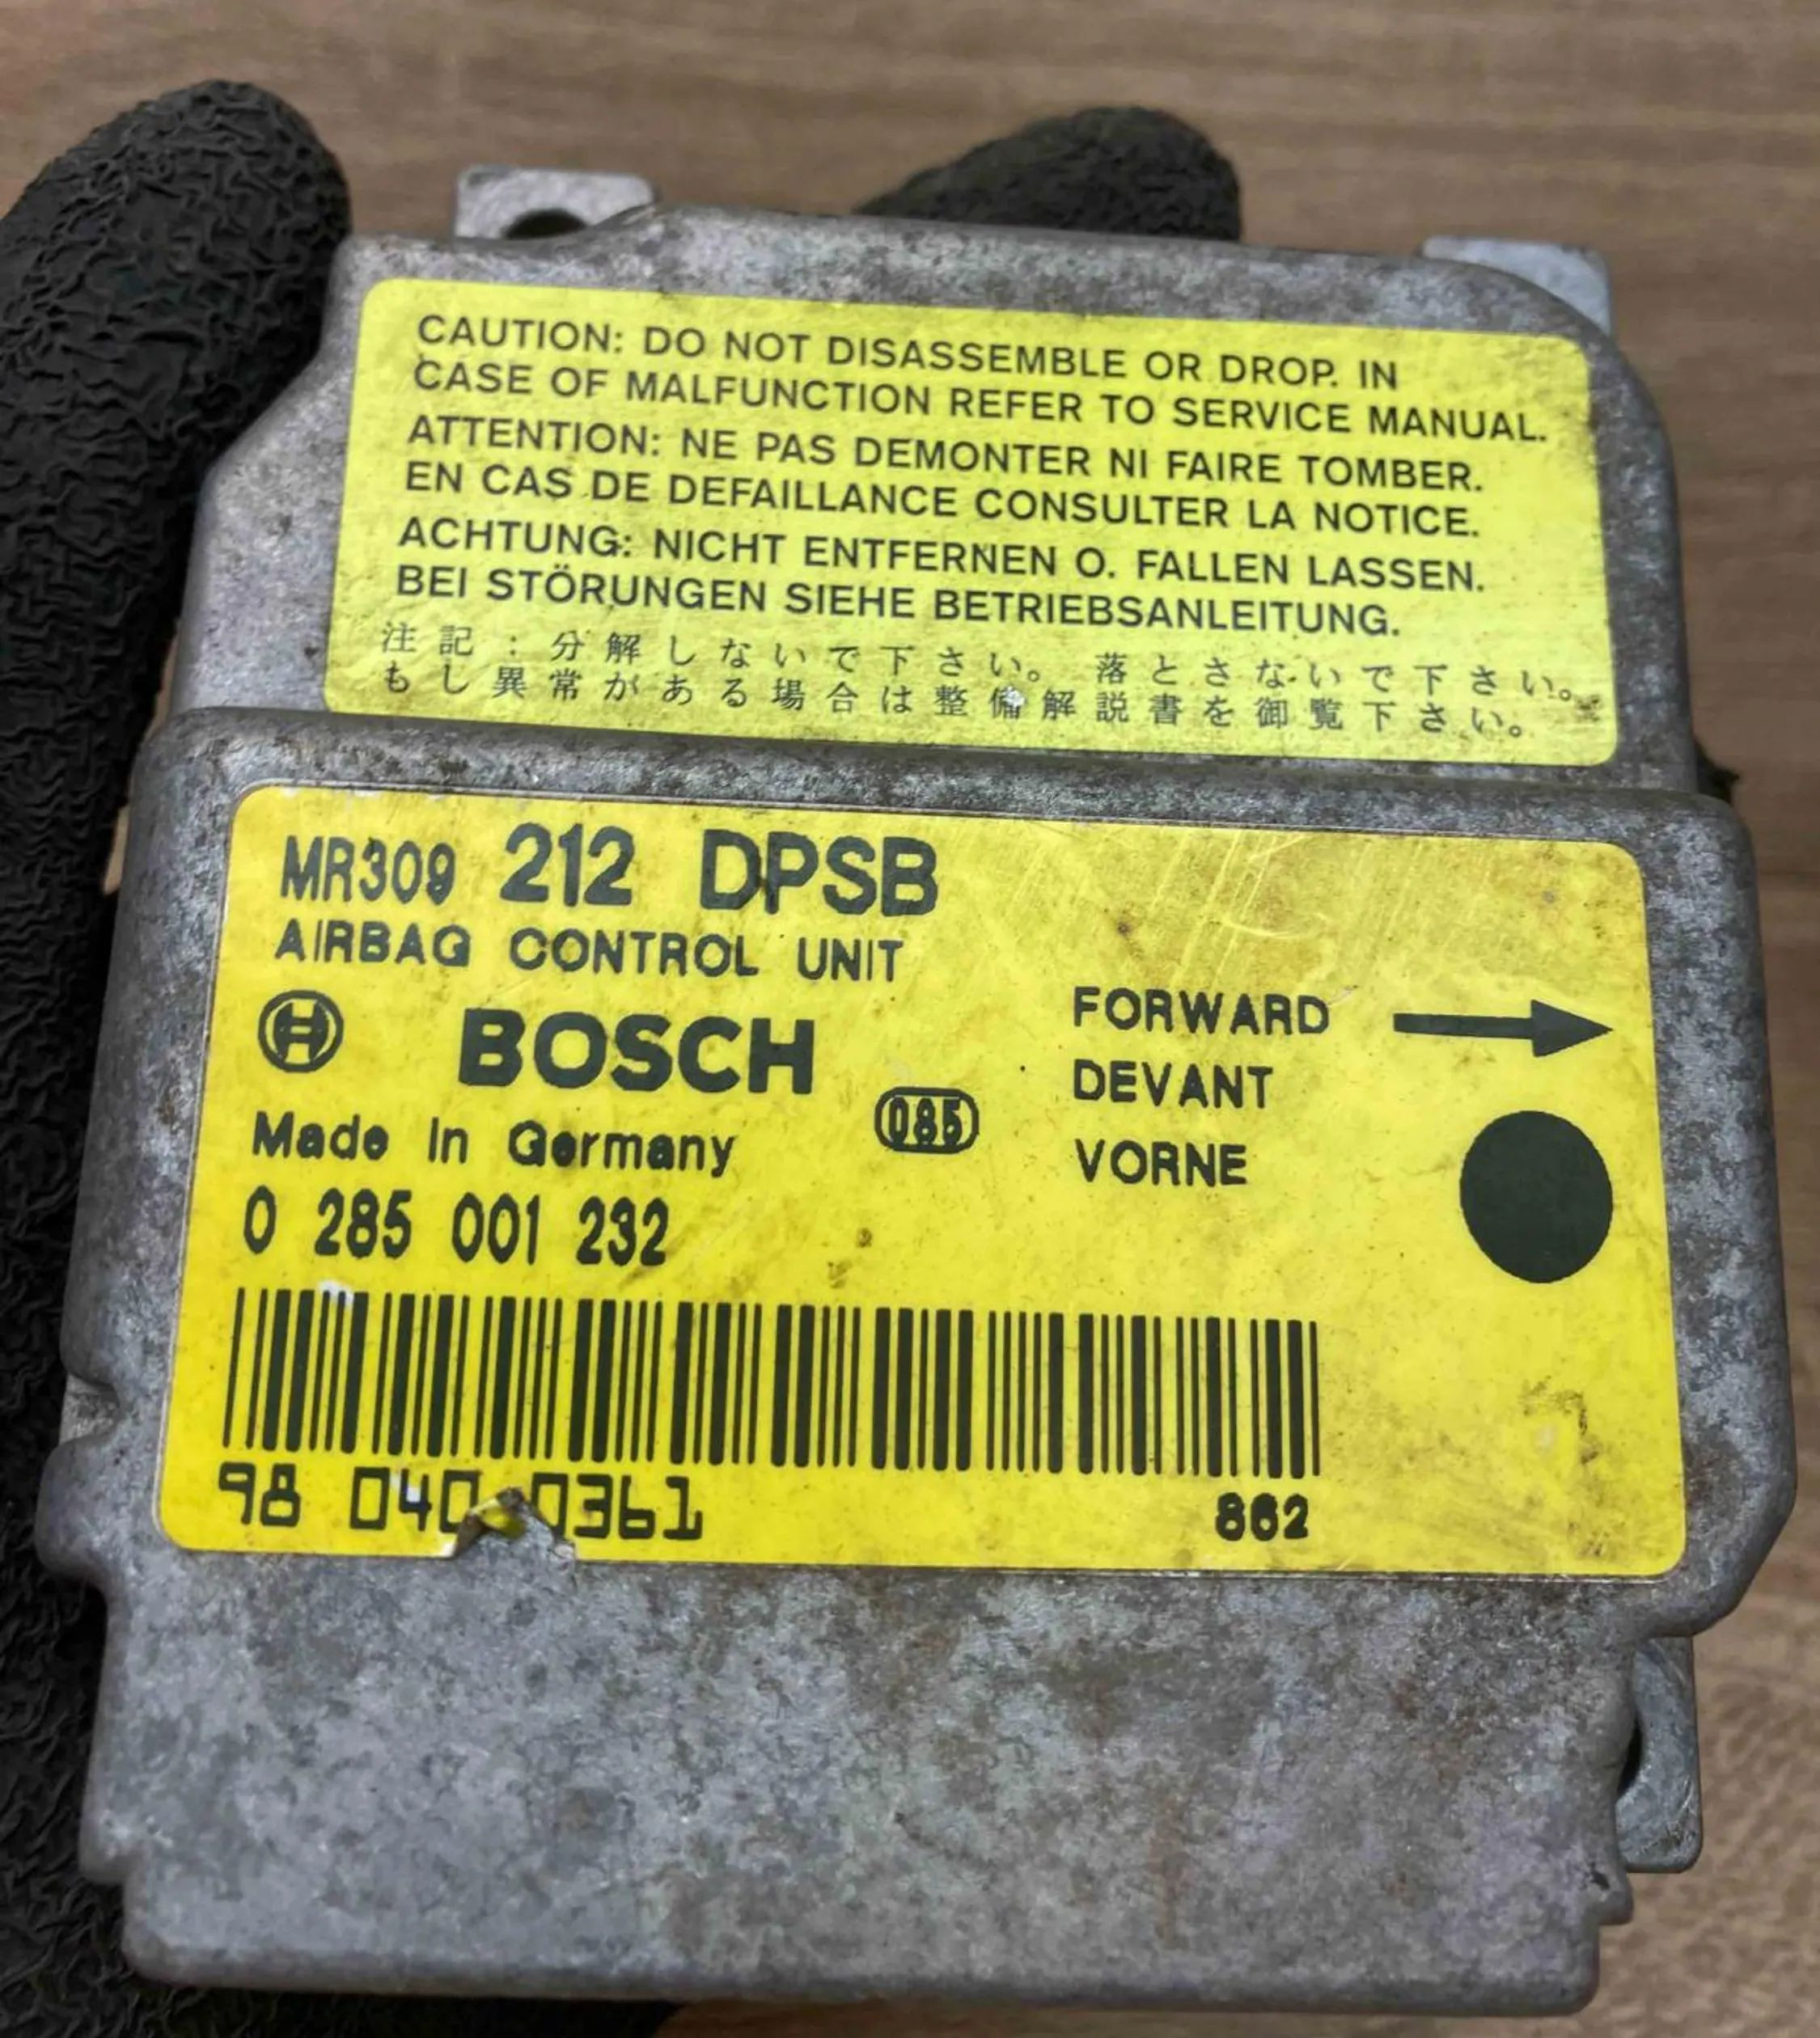 CAUTION: DO NOT DISASSEMBLE OR DROP. IN
CASE OF MALFUNCTION REFER TO SERVICE MANUAL.
ATTENTION: NE PAS DEMONTER NI FAIRE TOMBER.
EN CAS DE DEFAILLANCE CONSULTER LA NOTICE.
ACHTUNG: NICHT ENTFERNEN O. FALLEN LASSEN.
BEI STÖRUNGEN SIEHE BETRIEBSANLEITUNG.
注記:分解しないで下さい。落とさないで下さい。
もし異常がある場合は整備解説書を御覧下さい。
MR309 212 DPSB
AIRBAG CONTROL UNIT
BOSCH
Made In Germany
085
0 285 001 232
FORWARD
DEVANT
VORNE
98 040 0361
862